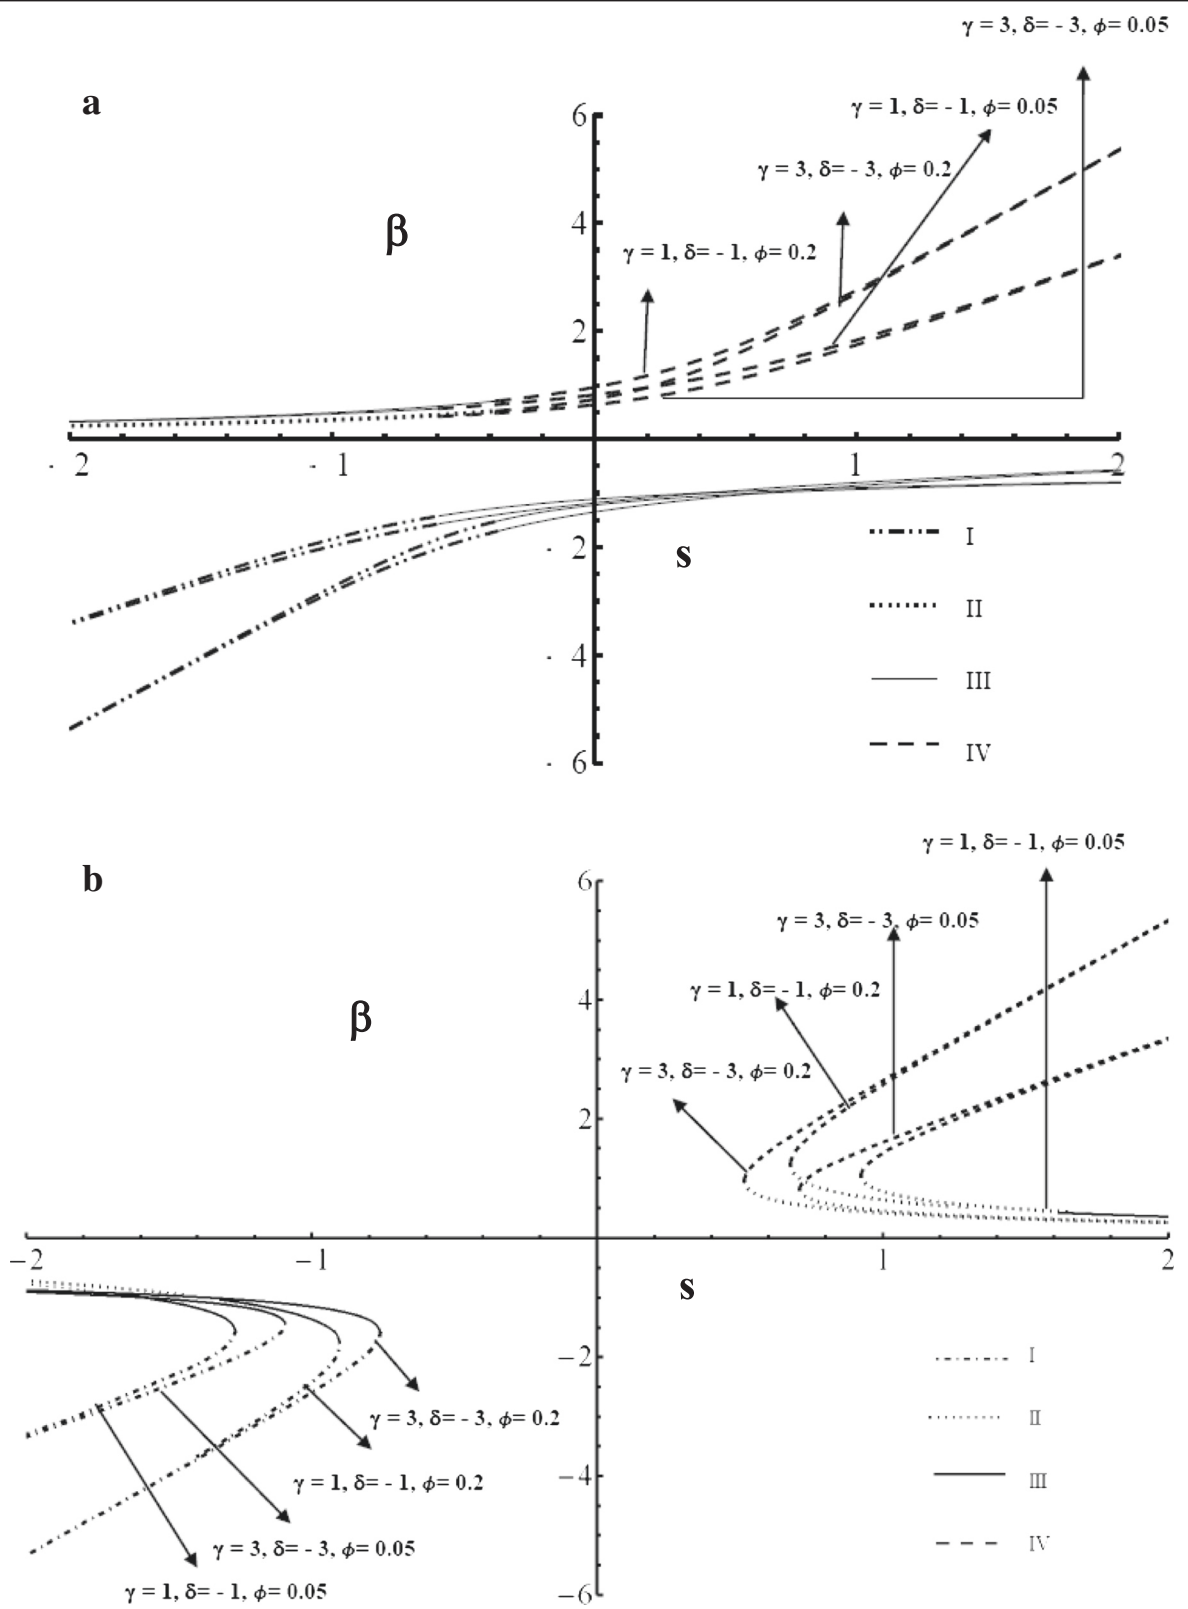 γ = 3, δ= - 3, ϕ= 0.05
a
γ = 1, δ= - 1, ϕ= 0.05
6
γ = 3, δ= - 3, ϕ= 0.2
β
4
γ = 1, δ= - 1, ϕ= 0.2
2
- 2
- 1
1
2
- 2
s
I
II
- 4
III
- 6
IV
γ = 1, δ= - 1, ϕ= 0.05
b
6
γ = 3, δ= - 3, ϕ= 0.05
γ = 1, δ= - 1, ϕ= 0.2
4
β
γ = 3, δ= - 3, ϕ= 0.2
2
−2
−1
1
2
s
−2
I
γ = 3, δ= - 3, ϕ= 0.2
II
−4
γ = 1, δ= - 1, ϕ= 0.2
III
γ = 3, δ= - 3, ϕ= 0.05
IV
γ = 1, δ= - 1, ϕ= 0.05
−6